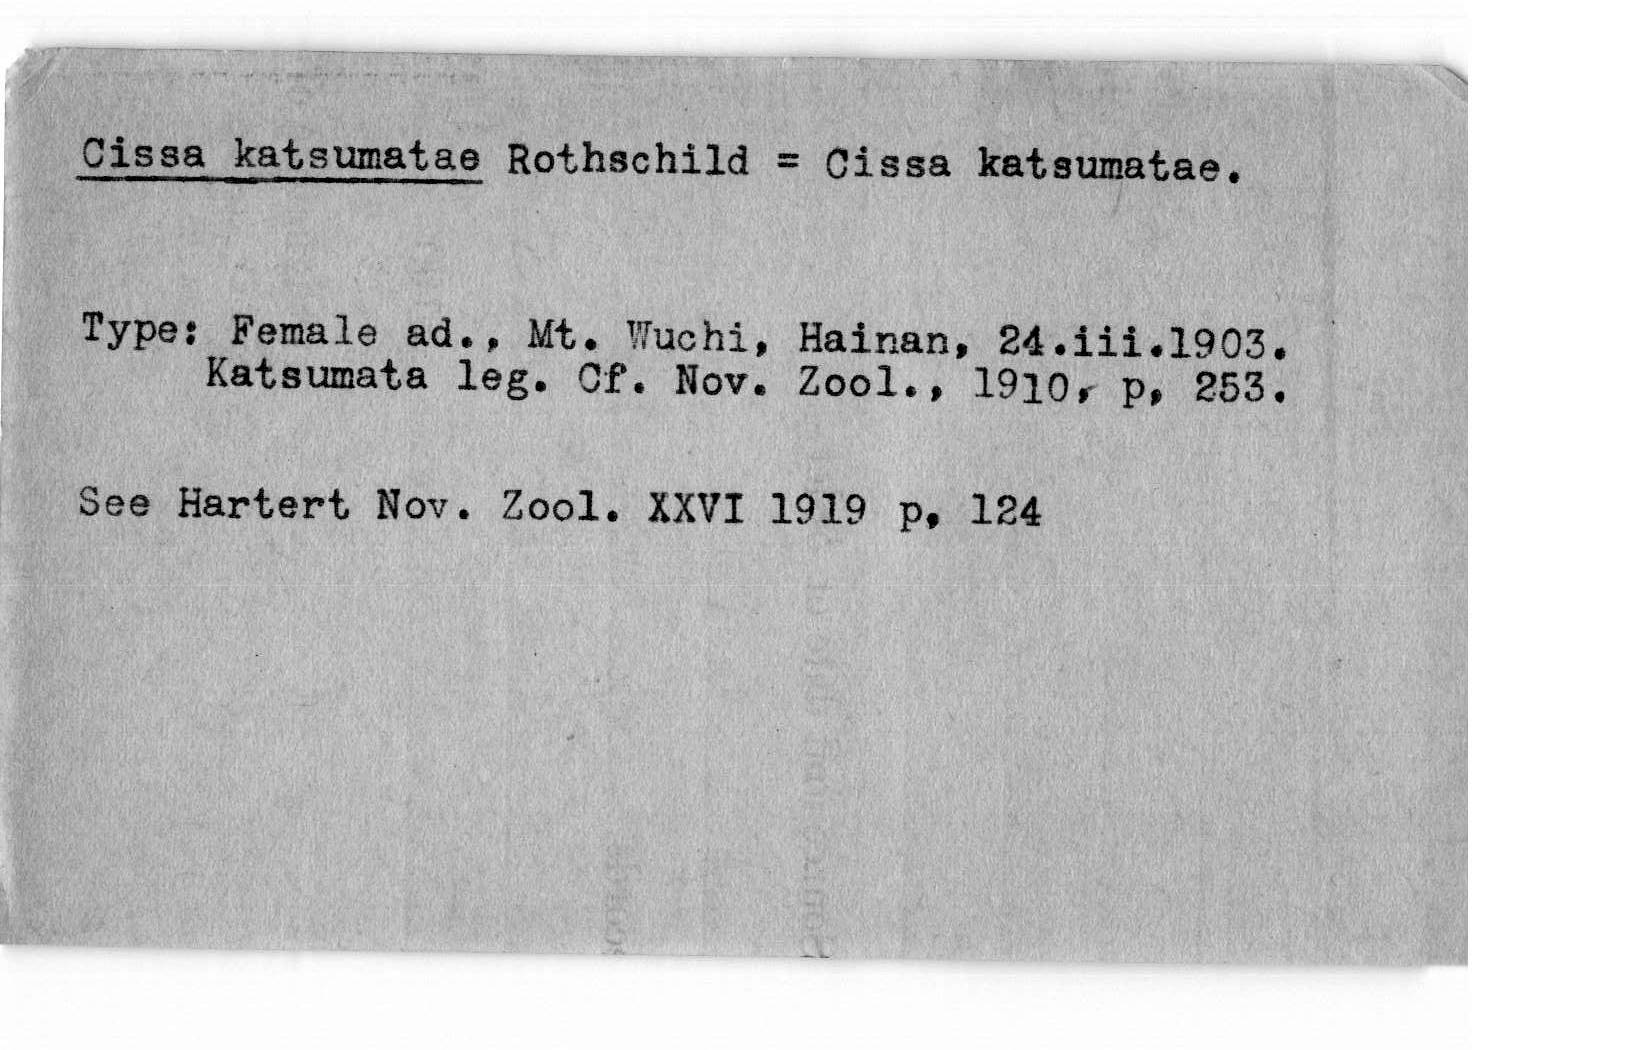 Cissa katsumatae Rothschild = Cissa katsumatae.
Type: Female ad., Mt. Wuchi, Hainan, 24.iii.1903.
Katsumata leg. Cf. Nov. Zool., 1910, p, 253.
See Hartert Nov. Zool. XXVI 1919 p, 124